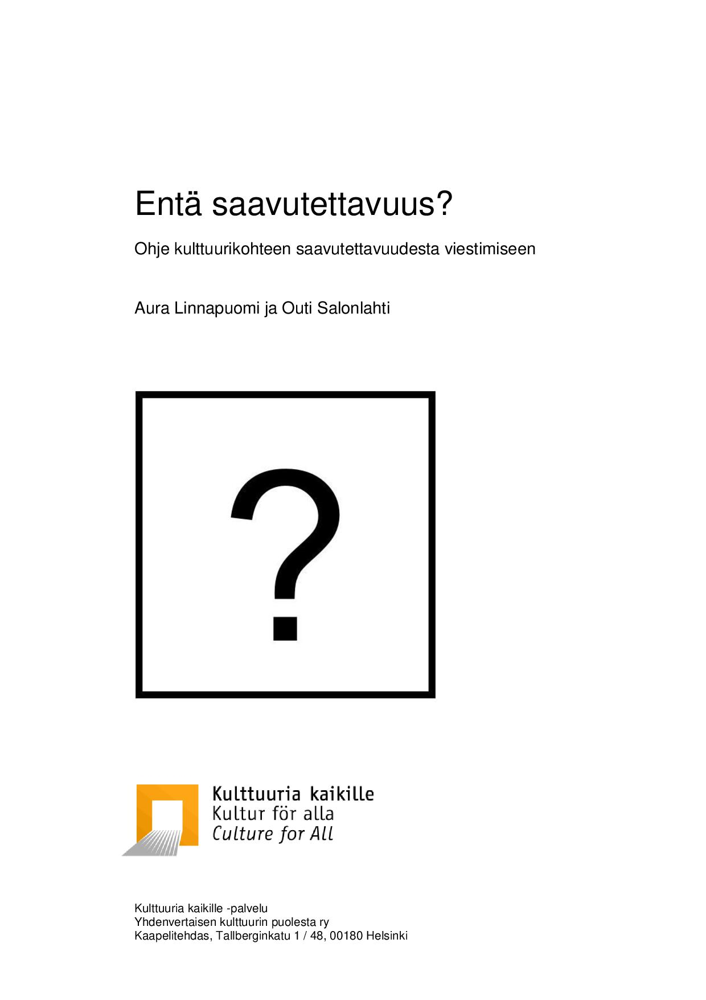 Entä saavutettavuus?
Ohje kulttuurikohteen saavutettavuudesta viestimiseen
Aura Linnapuomi ja Outi Salonlahti
?
Kulttuuria kaikille
Kultur för alla
Culture for All
Kulttuuria kaikille -palvelu
Yhdenvertaisen kulttuurin puolesta ry
Kaapelitehdas, Tallberginkatu 1 / 48, 00180 Helsinki